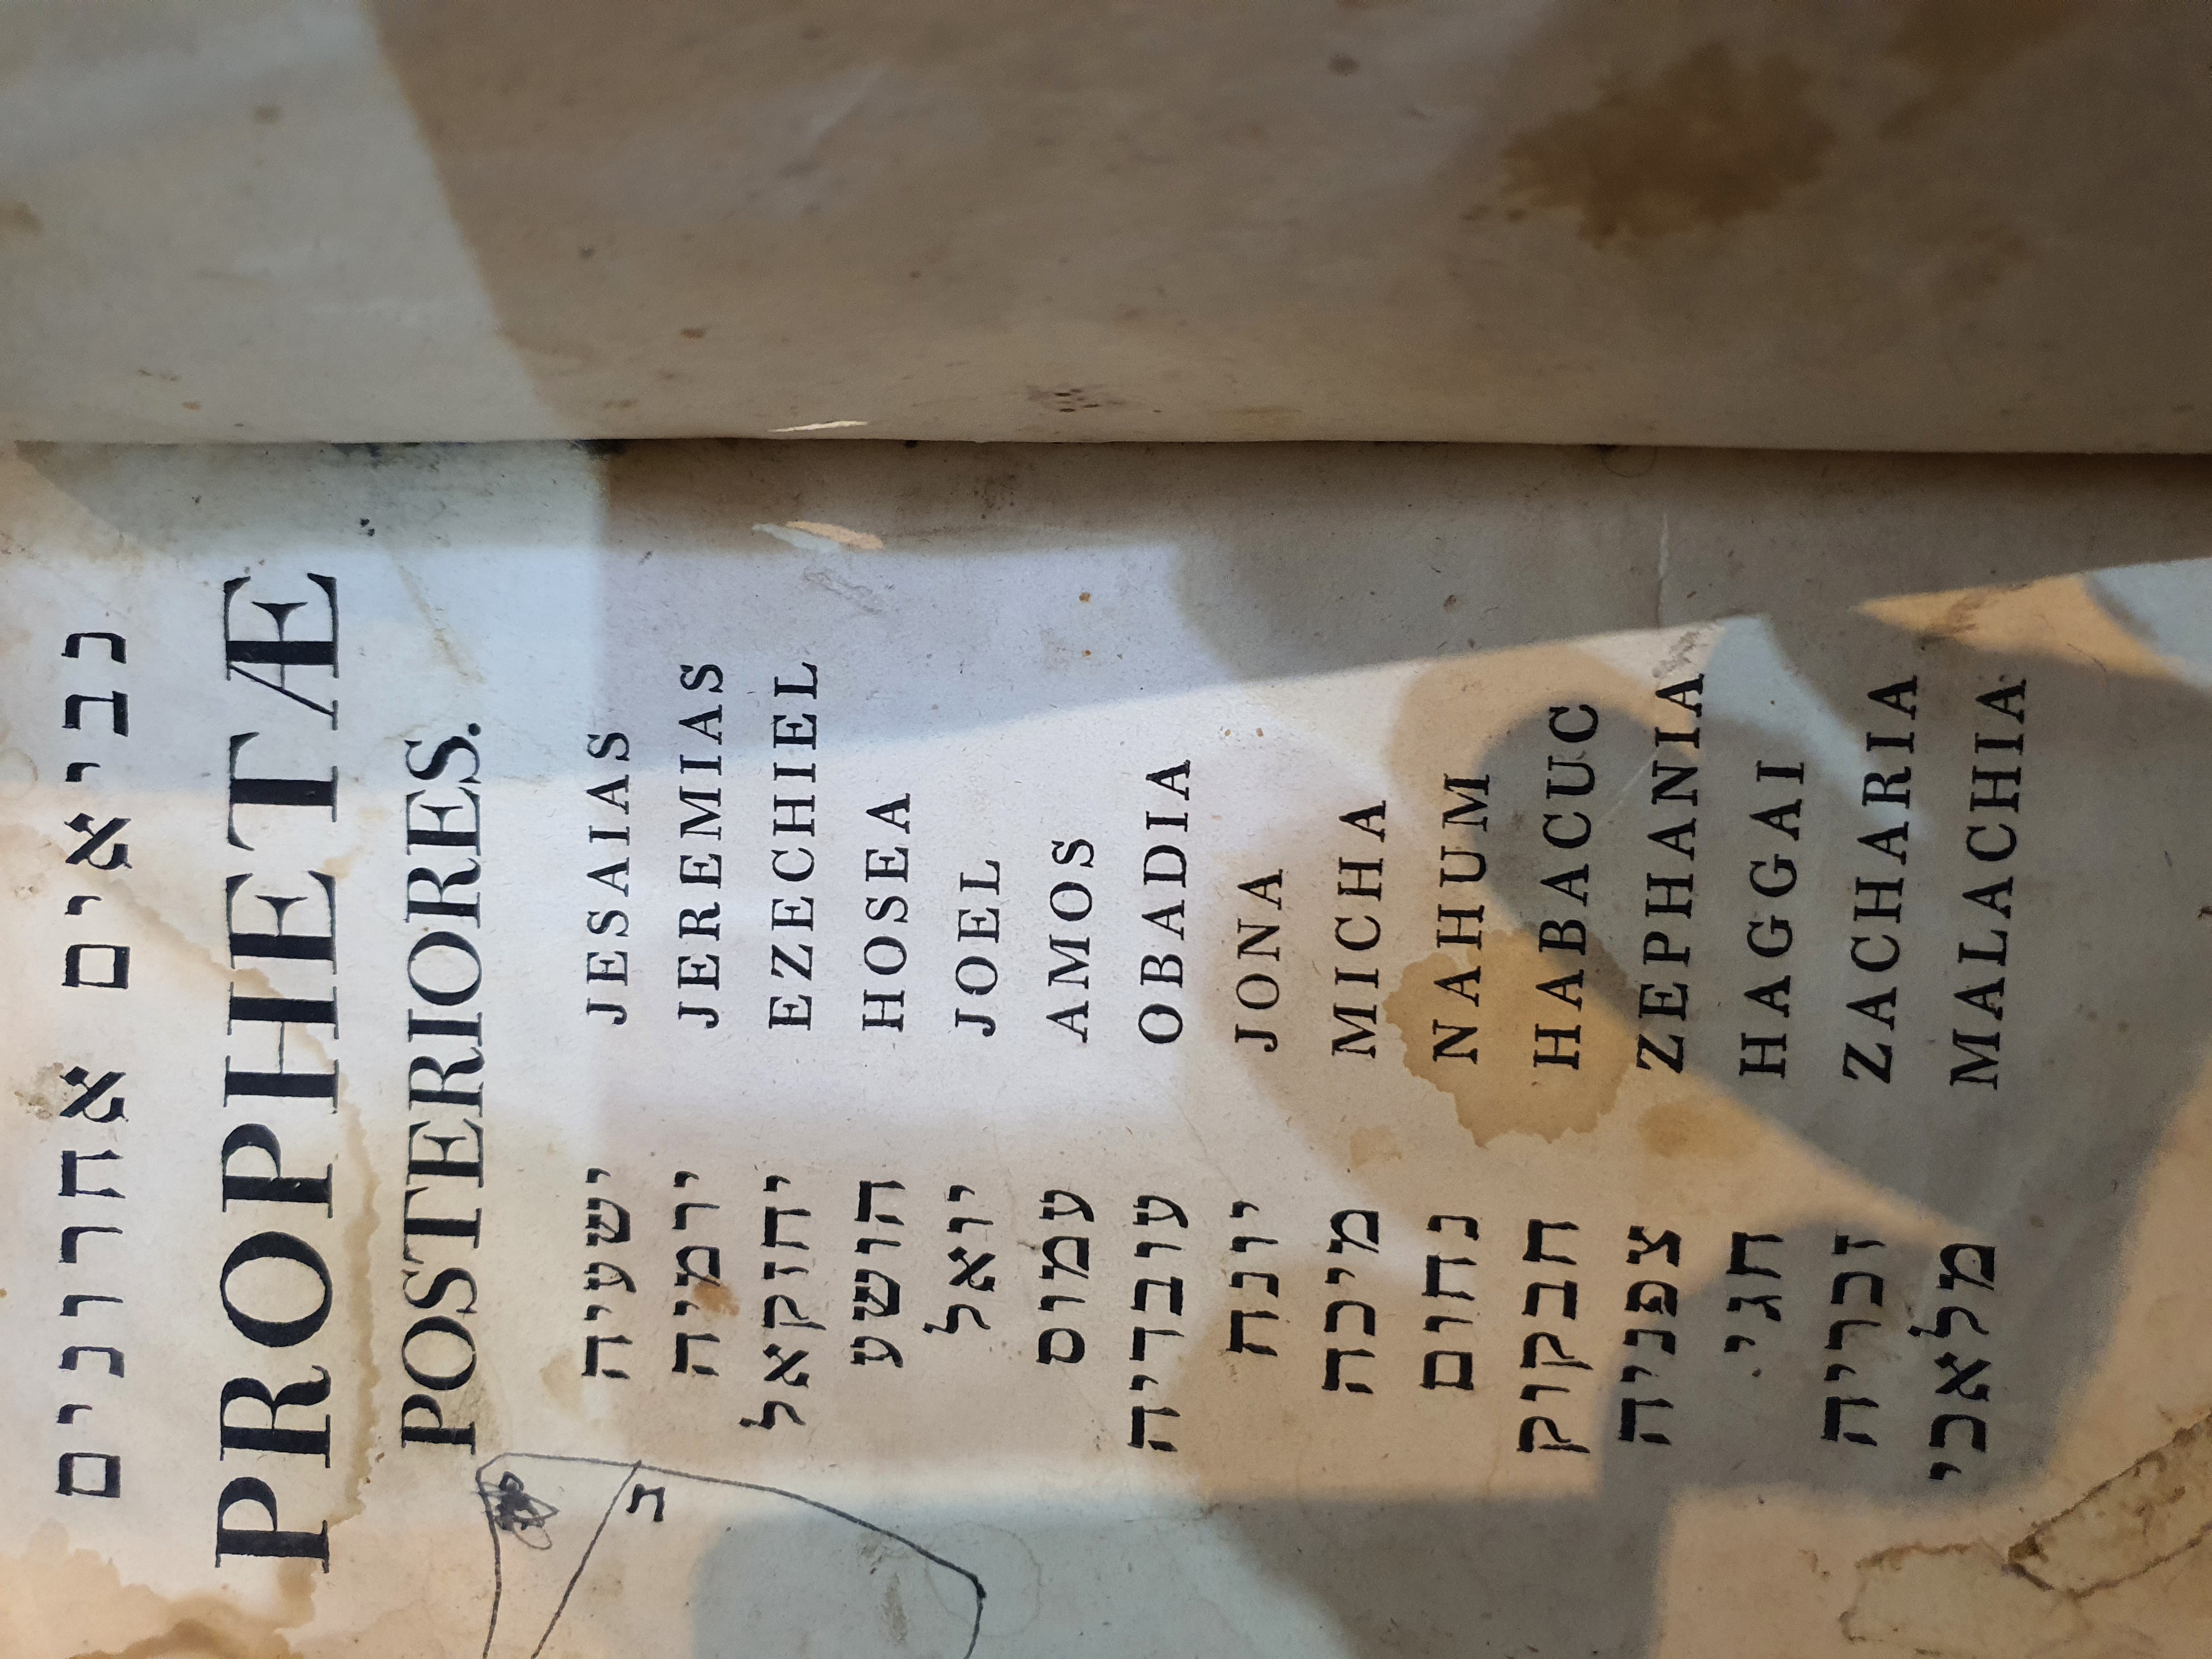 נביאים אחרונים
PROPHETÆ
POSTERIORES.
ישעיה JESAIAS
ירמיה JEREMIAS
יחזקאל EZECHIEL
הושע HOSEA
יואל JOEL
עמוס AMOS
עובדיה OBADIA
יונה JONA
מיכה MICHA
נחום NAHUM
חבקוק HABACUC
צפניה ZEPHANIA
חגי HAGGAI
זכריה ZACHARIA
מלאכי MALACHIA